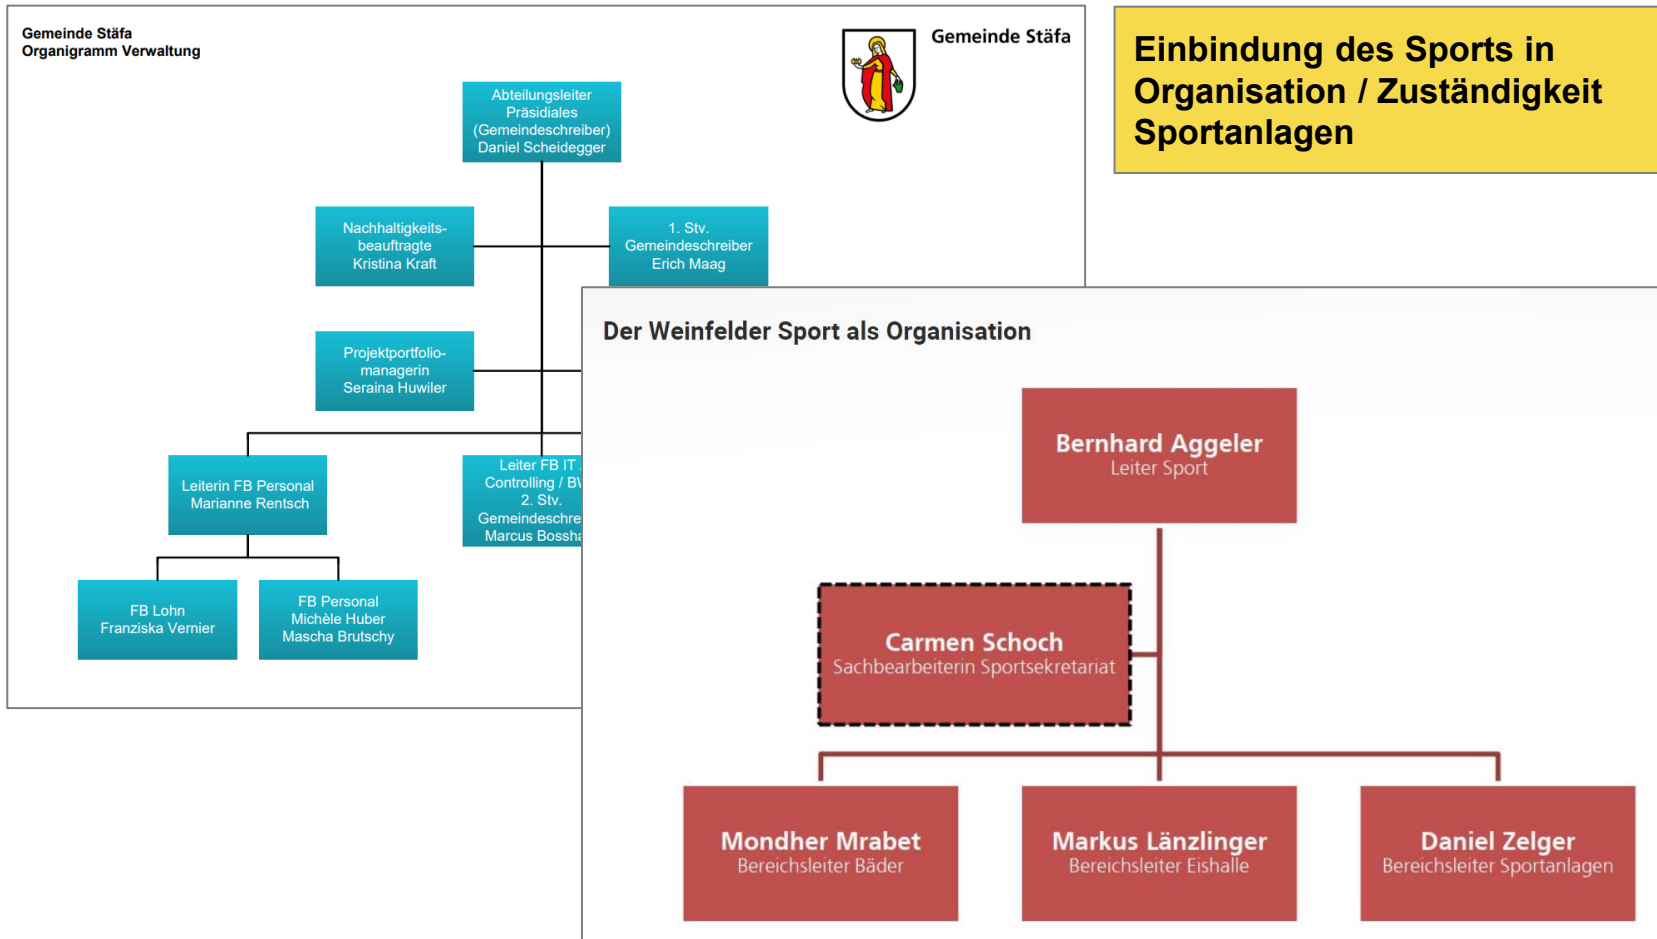 Gemeinde Stäfa
Organigramm Verwaltung
Gemeinde Stäfa
Abteilungsleiter
Präsidiales
(Gemeindeschreiber)
Daniel Scheidegger
Nachhaltigkeits-
beauftragte
Kristina Kraft
1. Stv.
Gemeindeschreiber
Erich Maag
Projektportfolio-
managerin
Seraina Huwiler
Leiterin FB Personal
Marianne Rentsch
Leiter FB IT
Controlling /
2. Stv.
Marcus
FB Lohn
Franziska Vernier
FB Personal
Michèle Huber
Mascha Brutschy
Einbindung des Sports in
Organisation / Zuständigkeit
Sportanlagen
Der Weinfelder Sport als Organisation
Bernhard Aggeler
Leiter Sport
Carmen Schoch
Sachbearbeiterin Sportsekretariat
Mondher Mrabet
Bereichsleiter Bäder
Markus Länzlinger
Bereichsleiter Eishalle
Daniel Zelger
Bereichsleiter Sportanlagen